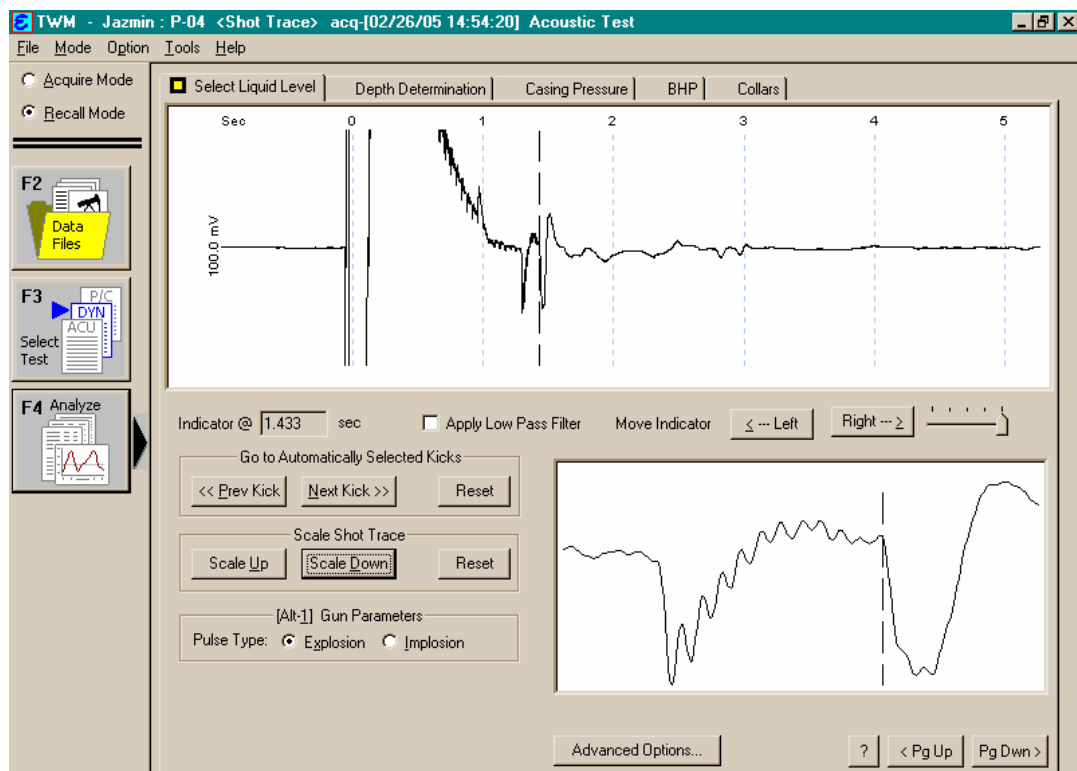 TWM - Jazmin : P-04 <Shot Trace> acq-[02/26/05 14:54:20] Acoustic Test
File Mode Option Tools Help
Acquire Mode
Recall Mode
F2
Data
Files
F3
P/C
DYN
ACU
Select
Test
F4 Analyze
Select Liquid Level
Depth Determination
Casing Pressure
BHP
Collars
Sec 0 1 2 3 4 5
100.0 mV
Indicator @ 1.433 sec
Apply Low Pass Filter
Move Indicator
< --- Left
Right --- >
Go to Automatically Selected Kicks
<< Prev Kick
Next Kick >>
Reset
Scale Shot Trace
Scale Up
Scale Down
Reset
[Alt-1] Gun Parameters
Pulse Type: Explosion Implosion
Advanced Options...
?
< Pg Up
Pg Dwn >